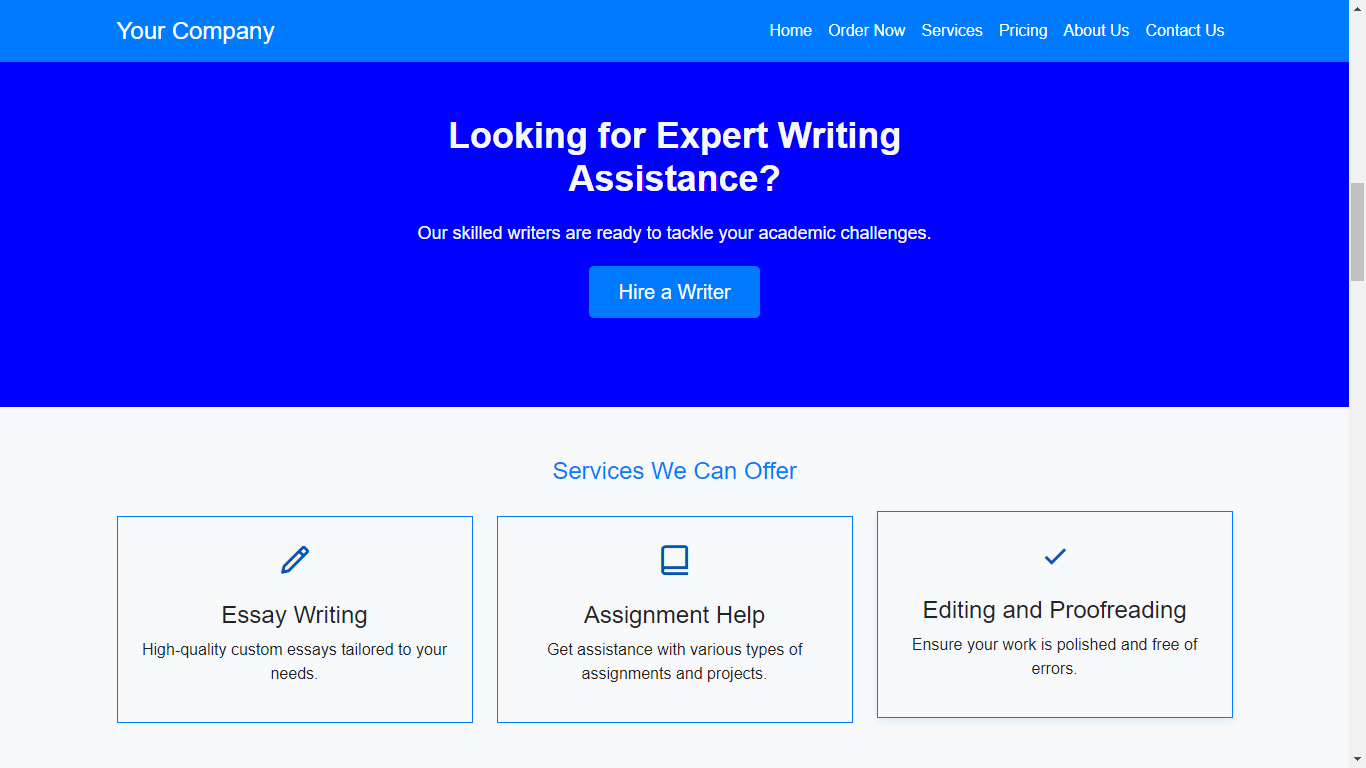 Your Company
Home Order Now Services Pricing About Us Contact Us
Looking for Expert Writing
Assistance?
Our skilled writers are ready to tackle your academic challenges.
Hire a Writer
Services We Can Offer
Essay Writing
High-quality custom essays tailored to your
needs.
Assignment Help
Get assistance with various types of
assignments and projects.
Editing and Proofreading
Ensure your work is polished and free of
errors.